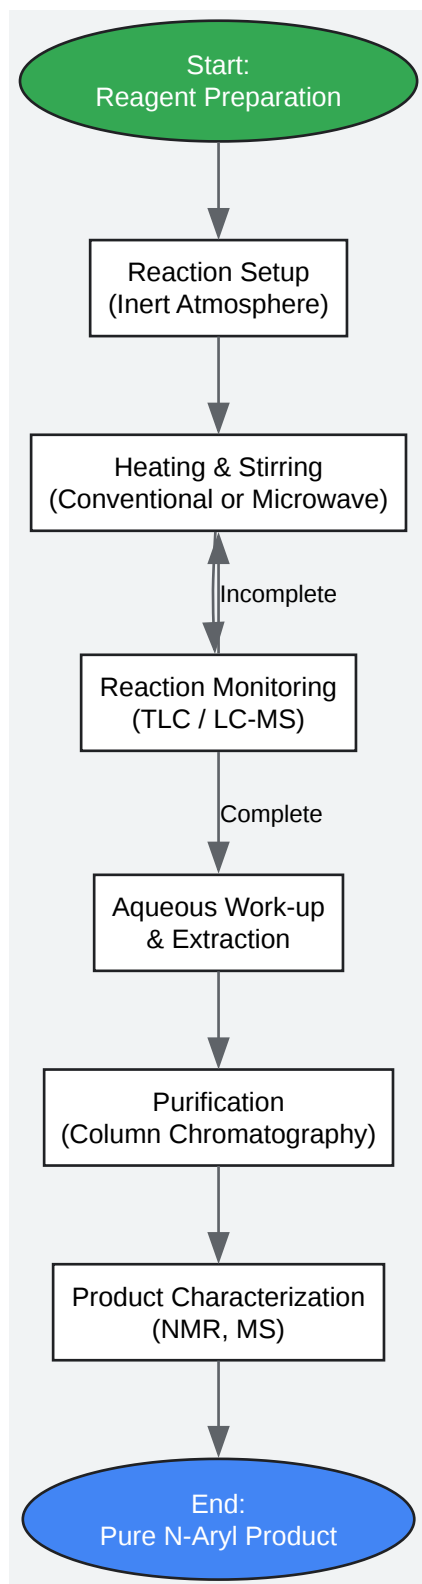 Start:
Reagent Preparation
Reaction Setup
(Inert Atmosphere)
Heating & Stirring
(Conventional or Microwave)
Incomplete
Reaction Monitoring
(TLC / LC-MS)
Complete
Aqueous Work-up
& Extraction
Purification
(Column Chromatography)
Product Characterization
(NMR, MS)
End:
Pure N-Aryl Product